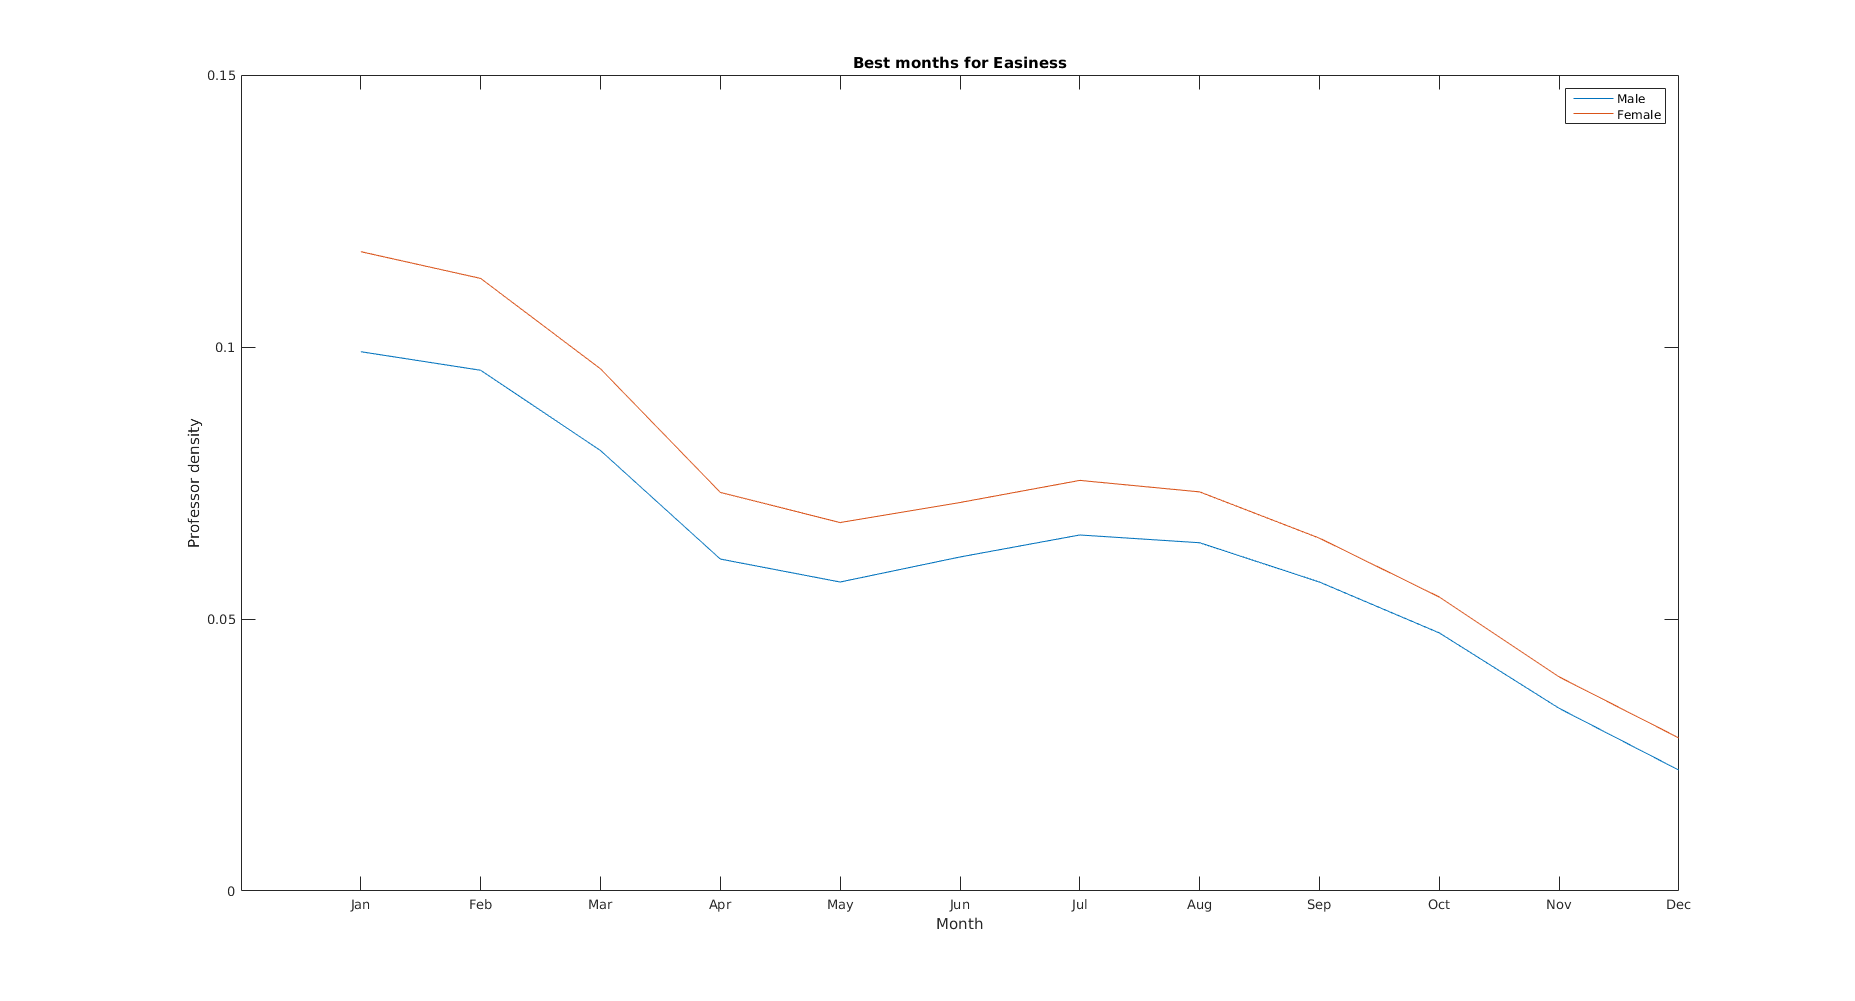 Best months for Easiness
0.15
0.1
0.05
0
Professor density
Male
Female
Jan Feb Mar Apr May Jun Jul Aug Sep Oct Nov Dec
Month